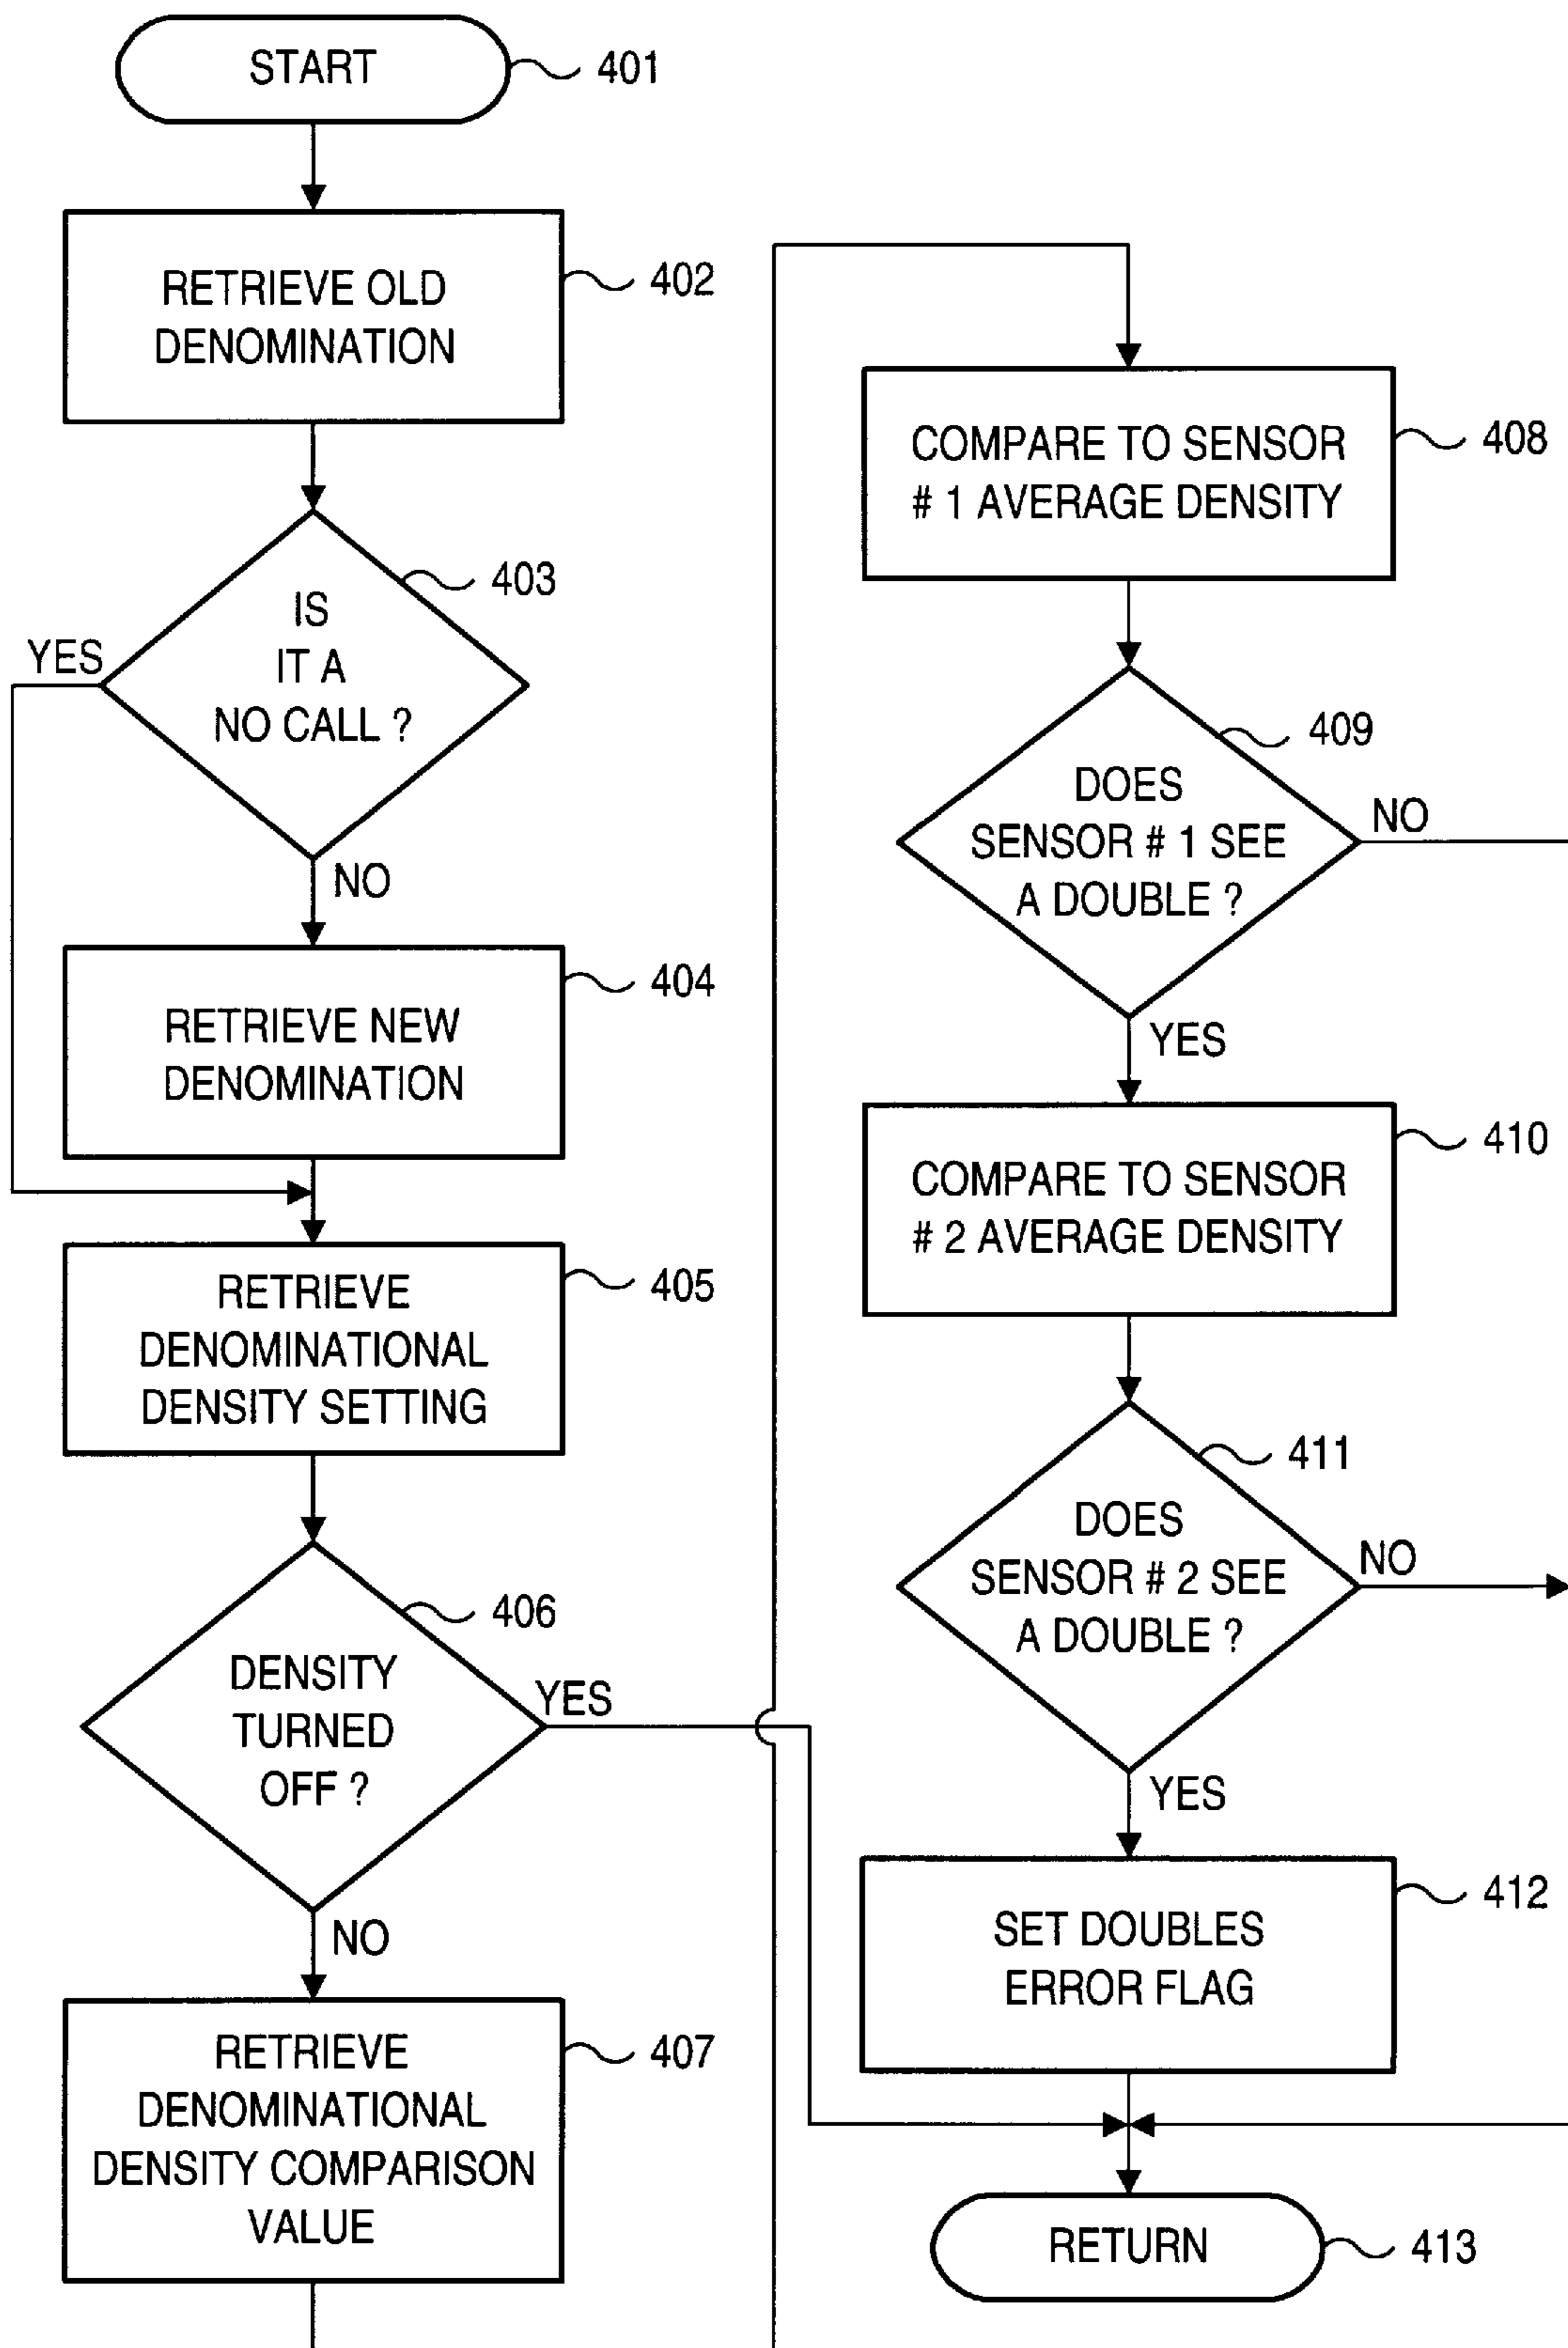 START
401
RETRIEVE OLD
DENOMINATION
402
IS
IT A
NO CALL ?
403
YES
NO
RETRIEVE NEW
DENOMINATION
404
RETRIEVE
DENOMINATIONAL
DENSITY SETTING
405
DENSITY
TURNED
OFF ?
406
YES
NO
RETRIEVE
DENOMINATIONAL
DENSITY COMPARISON
VALUE
407
COMPARE TO SENSOR
# 1 AVERAGE DENSITY
408
DOES
SENSOR # 1 SEE
A DOUBLE ?
409
NO
YES
COMPARE TO SENSOR
# 2 AVERAGE DENSITY
410
DOES
SENSOR # 2 SEE
A DOUBLE ?
411
NO
YES
SET DOUBLES
ERROR FLAG
412
RETURN
413